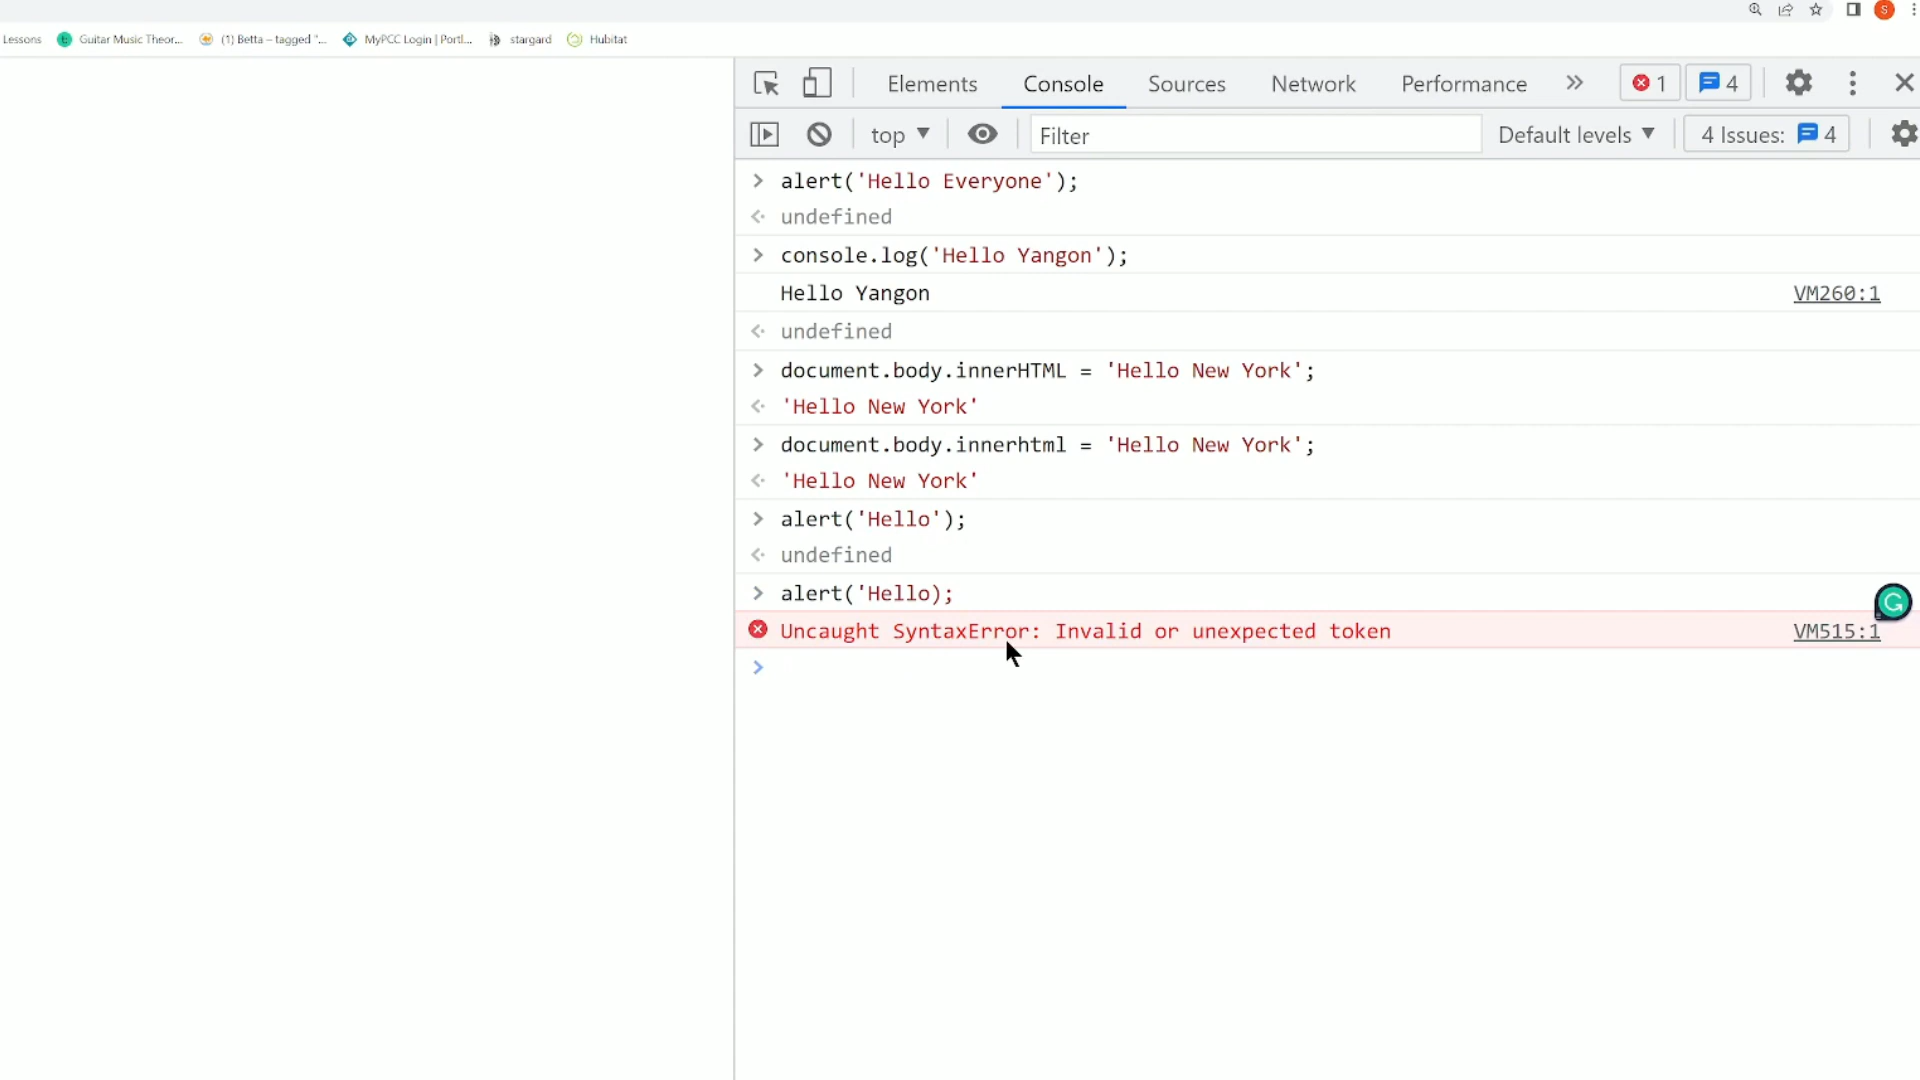 Lessons Guitar Music Theor... (1) Betta – tagged "... MyPCC Login | Portl... stargard Hubitat
S
Elements Console Sources Network Performance 1 4
top Filter Default levels 4 Issues: 4
alert('Hello Everyone');
undefined
console.log('Hello Yangon');
Hello Yangon VM260:1
undefined
document.body.innerHTML = 'Hello New York';
'Hello New York'
document.body.innerhtml = 'Hello New York';
'Hello New York'
alert('Hello');
undefined
alert('Hello);
Uncaught SyntaxError: Invalid or unexpected token VM515:1